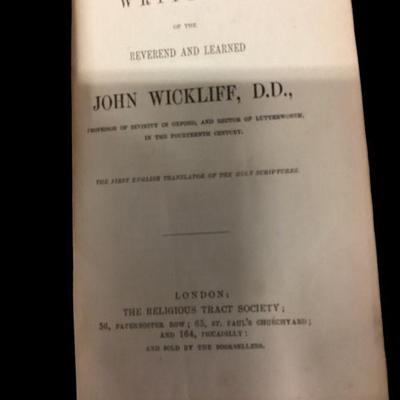 OF THE
REVEREND AND LEARNED
JOHN WICKLIFF, D.D.,
PROFESSOR OF DIVINITY IN OXFORD, AND RECTOR OF LUTTERWORTH,
IN THE FOURTEENTH CENTURY.
THE FIRST ENGLISH TRANSLATOR OF THE HOLY SCRIPTURES.
LONDON:
THE RELIGIOUS TRACT SOCIETY;
56, PATERNOSTER ROW; 65, ST. PAUL'S CHURCHYARD;
AND 164, PICCADILLY:
AND SOLD BY THE BOOKSELLERS.